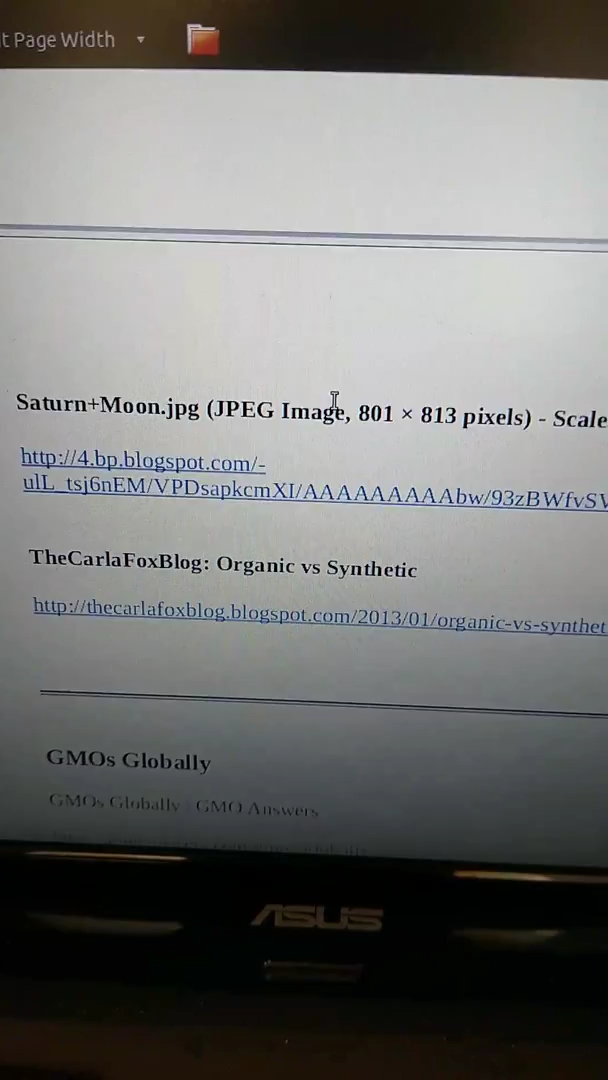 t Page Width
Saturn+Moon.jpg (JPEG Image, 801 × 813 pixels) - Scale
http://4.bp.blogspot.com/-
ulL_tsj6nEM/VPDsapkcmXI/AAAAAAAAAbw/93zBWfvSV
TheCarlaFoxBlog: Organic vs Synthetic
http://thecarlafoxblog.blogspot.com/2013/01/organic-vs-synthet
GMOs Globally
GMOs Globally - GMO Answers
ASUS